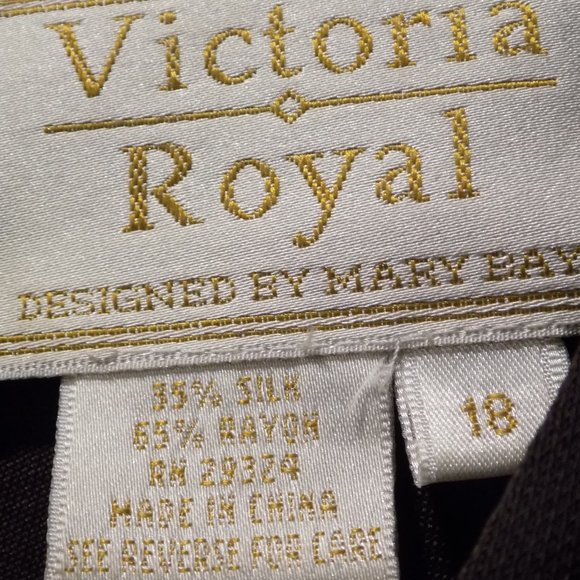 Victoria
Royal
DESIGNED BY MARY BAY
35% SILK
65% RAYON
RN 29324
MADE IN CHINA
SEE REVERSE FOR CARE
18